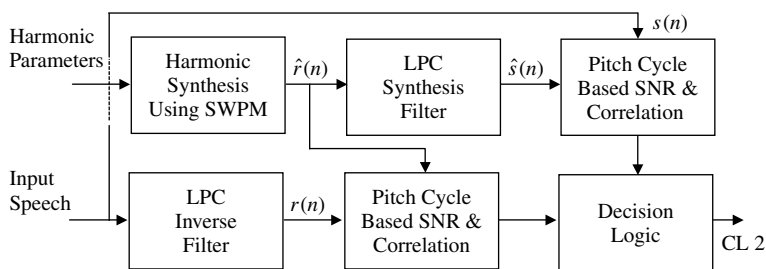 s(n)
Harmonic
Parameters
Harmonic
Synthesis
Using SWPM
r̂(n)
LPC
Synthesis
Filter
ŝ(n)
Pitch Cycle
Based SNR &
Correlation
Input
Speech
LPC
Inverse
Filter
r(n)
Pitch Cycle
Based SNR &
Correlation
Decision
Logic
CL 2